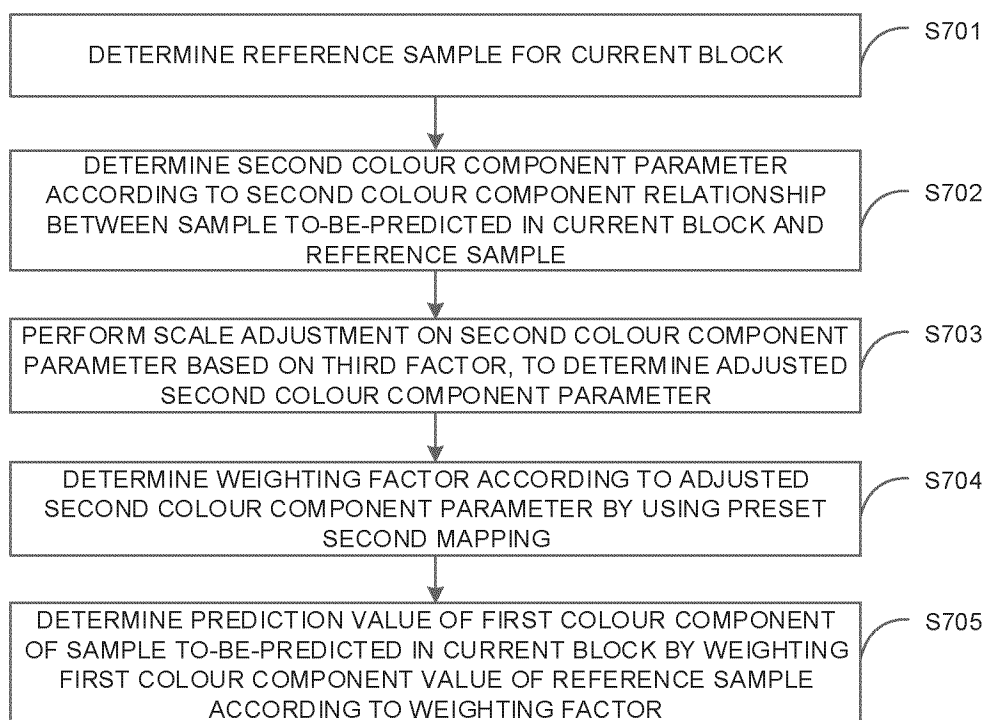 DETERMINE REFERENCE SAMPLE FOR CURRENT BLOCK
S701
DETERMINE SECOND COLOUR COMPONENT PARAMETER
ACCORDING TO SECOND COLOUR COMPONENT RELATIONSHIP
BETWEEN SAMPLE TO-BE-PREDICTED IN CURRENT BLOCK AND
REFERENCE SAMPLE
S702
PERFORM SCALE ADJUSTMENT ON SECOND COLOUR COMPONENT
PARAMETER BASED ON THIRD FACTOR, TO DETERMINE ADJUSTED
SECOND COLOUR COMPONENT PARAMETER
S703
DETERMINE WEIGHTING FACTOR ACCORDING TO ADJUSTED
SECOND COLOUR COMPONENT PARAMETER BY USING PRESET
SECOND MAPPING
S704
DETERMINE PREDICTION VALUE OF FIRST COLOUR COMPONENT
OF SAMPLE TO-BE-PREDICTED IN CURRENT BLOCK BY WEIGHTING
FIRST COLOUR COMPONENT VALUE OF REFERENCE SAMPLE
ACCORDING TO WEIGHTING FACTOR
S705